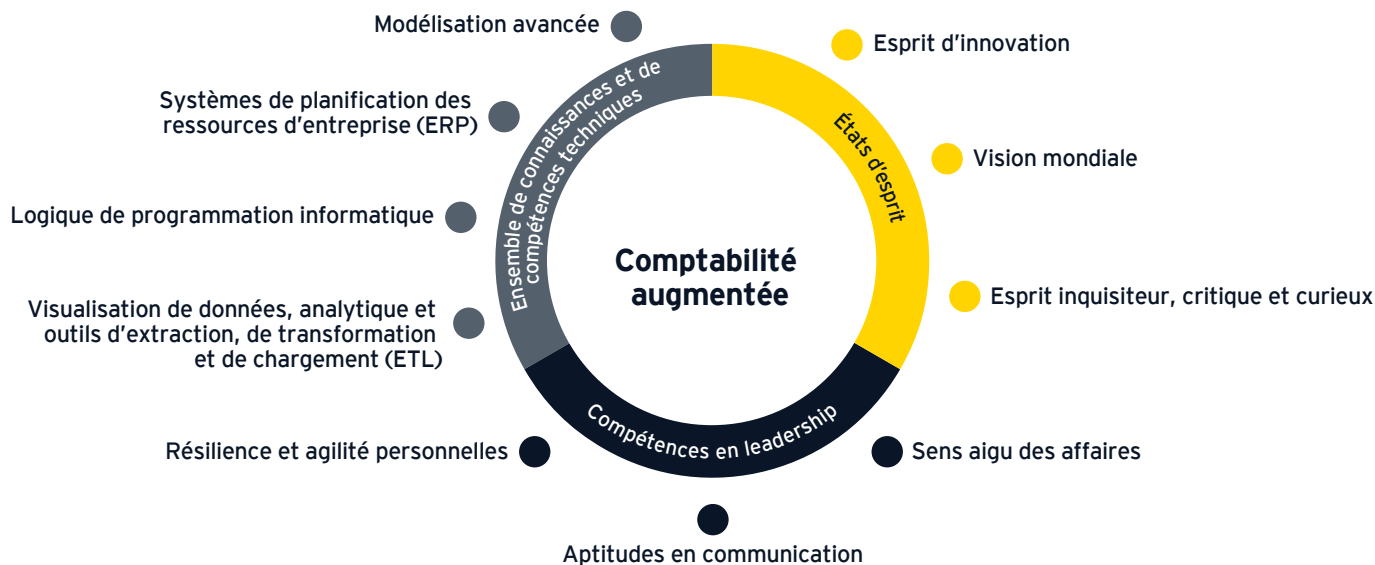 Modélisation avancée
Esprit d'innovation
Systèmes de planification des
ressources d'entreprise (ERP)
Vision mondiale
Logique de programmation informatique
Esprit inquisiteur, critique et curieux
Visualisation de données, analytique et
outils d'extraction, de transformation
et de chargement (ETL)
Ensemble de connaissances et de
compétences techniques
États d'esprit
Comptabilité
augmentée
Compétences en leadership
Résilience et agilité personnelles
Sens aigu des affaires
Aptitudes en communication